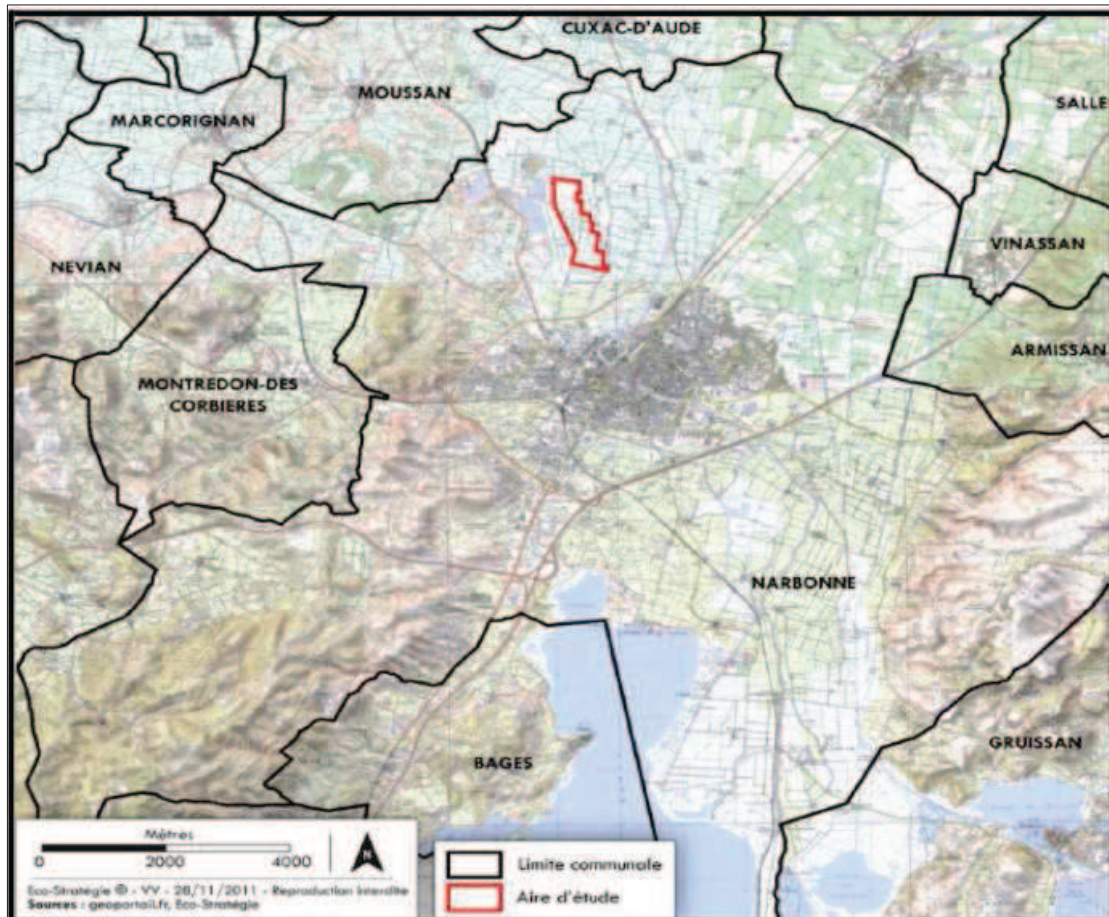 CUXAC-D'AUDE
MOUSSAN
SALLE
MARCORIGNAN
VINASSAN
NEVIAN
ARMISSAN
MONTREDON-DES
CORBIERES
NARBONNE
GRUISSAN
BAGES
Mètres
0 2000 4000
N
Limite communale
Aire d'étude
Eco-Stratégie © - VV - 28/11/2011 - Reproduction interdite
Sources : geoportail.fr, Eco-Stratégie